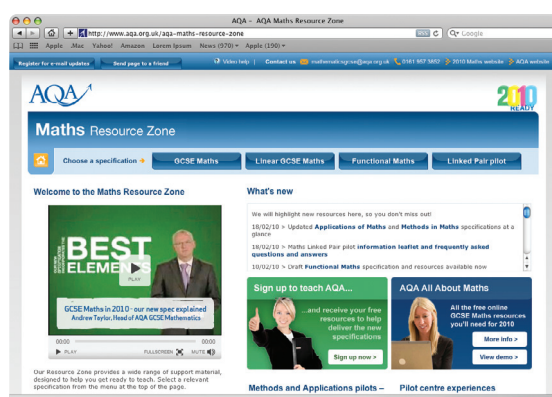 AQA - AQA Maths Resource Zone
http://www.aqa.org.uk/aqa-maths-resource-zone
RSS
Google
Apple Mac Yahoo! Amazon Lorem Ipsum News (970) Apple (190)
Register for e-mail updates
Send page to a friend
Video help | Contact us
0161 957 3852
2010 Maths website
AQA website
AQA
2010
READY
Maths Resource Zone
Choose a specification
GCSE Maths
Linear GCSE Maths
Functional Maths
Linked Pair pilot
Welcome to the Maths Resource Zone
BEST
ELEMEN
PLAY
GCSE Maths in 2010 - our new spec explained
Andrew Taylor, Head of AQA GCSE Mathematics
00:00
00:00
PLAY
FULLSCREEN
MUTE
Our Resource Zone provides a wide range of support material,
designed to help you get ready to teach. Select a relevant
specification from the menu at the top of the page.
What's new
We will highlight new resources here, so you don't miss out!
18/02/10 > Updated Applications of Maths and Methods in Maths specifications at a
glance
18/02/10 > Maths Linked Pair pilot information leaflet and frequently asked
questions and answers
10/02/10 > Draft Functional Maths specification and resources available now
Sign up to teach AQA...
...and receive your free
resources to help
deliver the new
specifications
Sign up now >
AQA All About Maths
All the free online
GCSE Maths resources
you'll need for 2010
More info >
View demo >
Methods and Applications pilots –
Pilot centre experiences